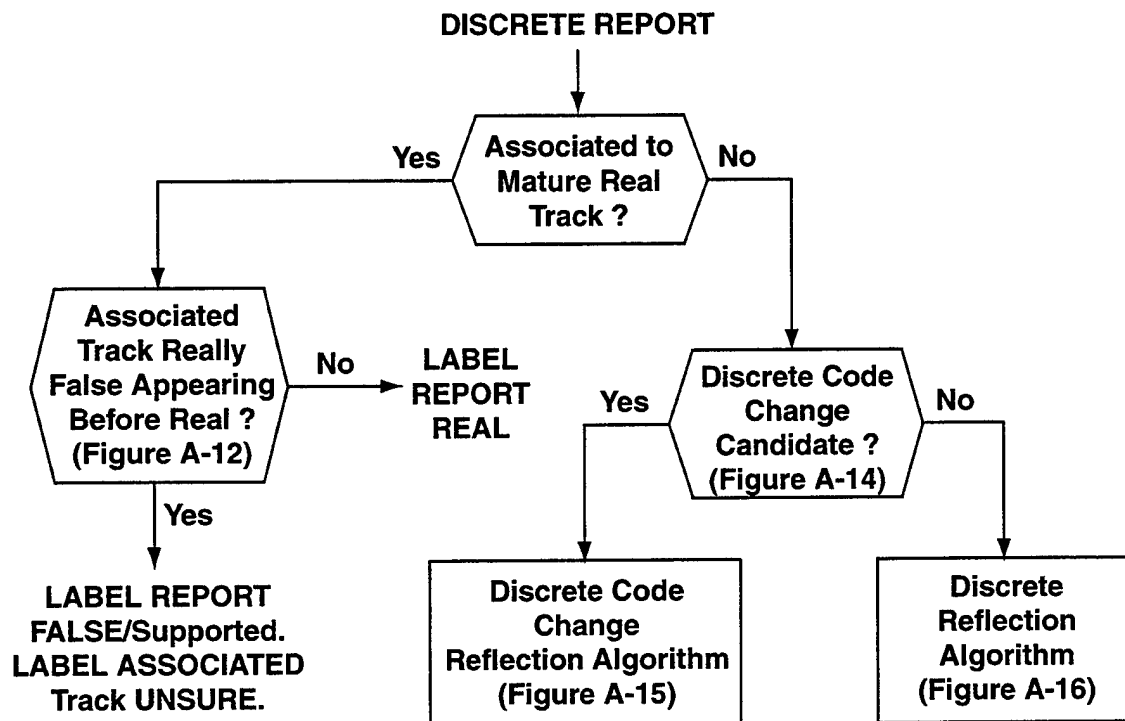 DISCRETE REPORT
Associated to
Mature Real
Track ?
Yes
No
Associated
Track Really
False Appearing
Before Real ?
(Figure A-12)
No
LABEL
REPORT
REAL
Yes
LABEL REPORT
FALSE/Supported.
LABEL ASSOCIATED
Track UNSURE.
Discrete Code
Change
Candidate ?
(Figure A-14)
Yes
No
Discrete Code
Change
Reflection Algorithm
(Figure A-15)
Discrete
Reflection
Algorithm
(Figure A-16)